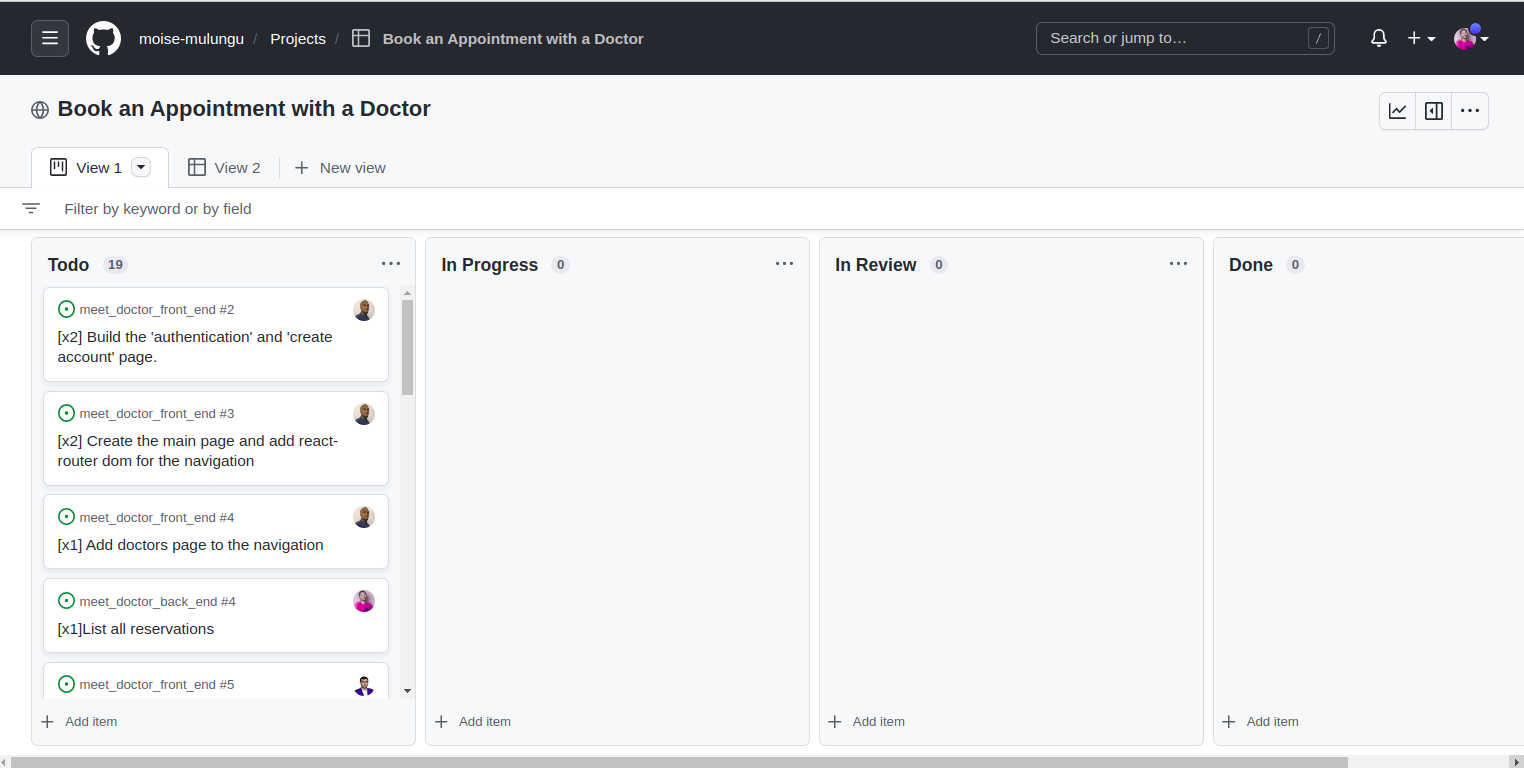 moise-mulungu / Projects / Book an Appointment with a Doctor
Search or jump to… /
Book an Appointment with a Doctor
View 1
View 2
New view
Filter by keyword or by field
Todo 19
meet_doctor_front_end #2
[x2] Build the 'authentication' and 'create
account' page.
meet_doctor_front_end #3
[x2] Create the main page and add react-
router dom for the navigation
meet_doctor_front_end #4
[x1] Add doctors page to the navigation
meet_doctor_back_end #4
[x1]List all reservations
meet_doctor_front_end #5
Add item
In Progress 0
Add item
In Review 0
Add item
Done 0
Add item